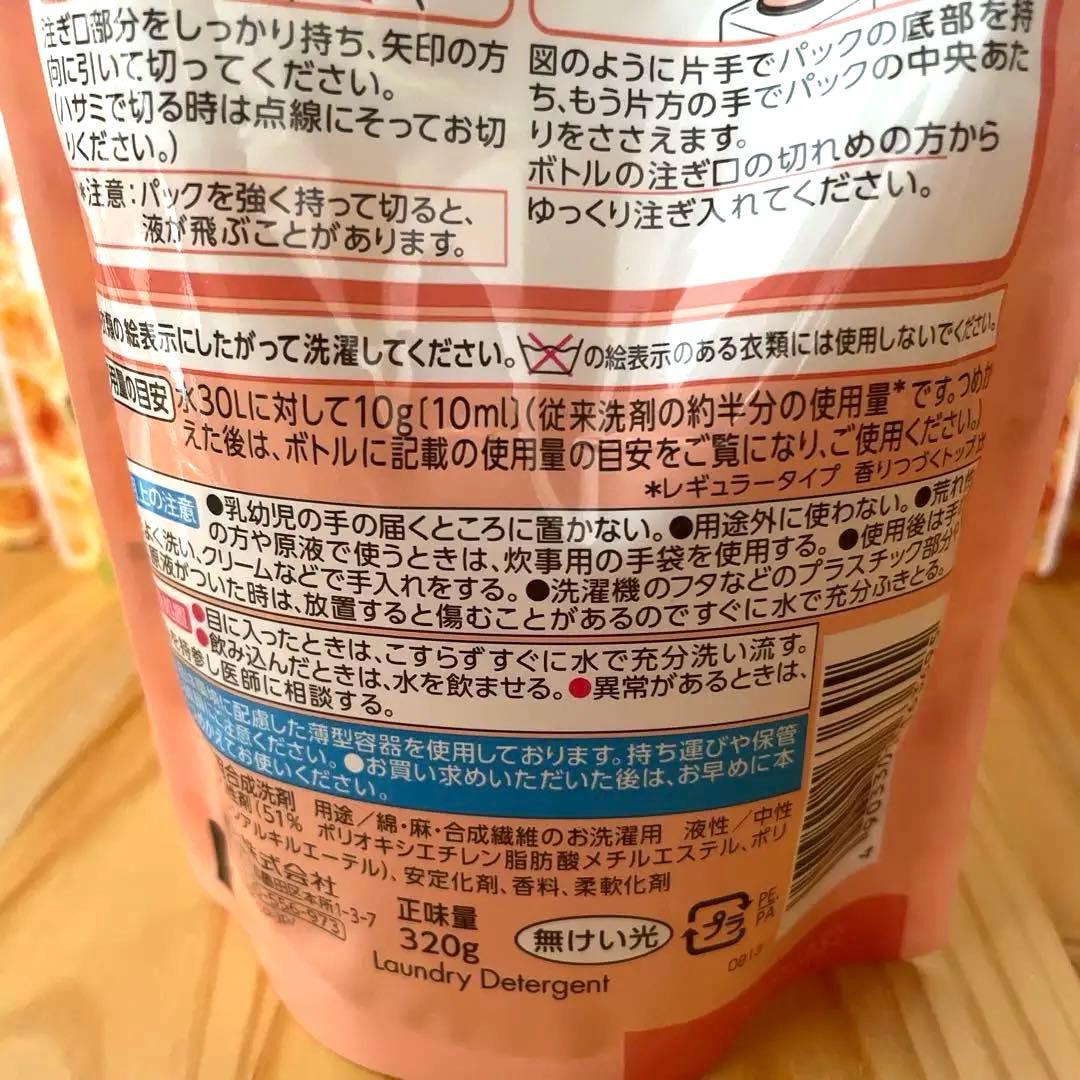 注ぎ口部分をしっかり持ち、矢印の方
向に引いて切ってください。
(ハサミで切る時は点線にそってお切
りください。)
*注意:パックを強く持って切ると、
液が飛ぶことがあります。
図のように片手でパックの底部を持
ち、もう片方の手でパックの中央あた
りをささえます。
ボトルの注ぎ口の切れめの方から
ゆっくり注ぎ入れてください。
の絵表示にしたがって洗濯してください。の絵表示のある衣類には使用しないでください。
用量の目安 水30Lに対して10g〔10ml〕(従来洗剤の約半分の使用量*です。つめか
えた後は、ボトルに記載の使用量の目安をご覧になり、ご使用ください。)
*レギュラータイプ 香りつづくトップ比
上の注意 ●乳幼児の手の届くところに置かない。●用途外に使わない。●荒れ性
の方や原液で使うときは、炊事用の手袋を使用する。●使用後は手
よく洗い、クリームなどで手入れをする。●洗濯機のフタなどのプラスチック部分や
原液がついた時は、放置すると傷むことがあるのですぐに水で充分ふきとる。
●目に入ったときは、こすらずすぐに水で充分洗い流す。
●飲み込んだときは、水を飲ませる。●異常があるときは、
を持参し医師に相談する。
に配慮した薄型容器を使用しております。持ち運びや保管
にご注意ください。●お買い求めいただいた後は、お早めに本
めかえてお使いください。
合成洗剤 用途/綿・麻・合成繊維のお洗濯用 液性/中性
剤(51% ポリオキシエチレン脂肪酸メチルエステル、ポリ
アルキルエーテル)、安定化剤、香料、柔軟化剤
株式会社
墨田区本所1-3-7
-556-973
正味量
320g
Laundry Detergent
無けい光
プラ
PE,
PA
0813